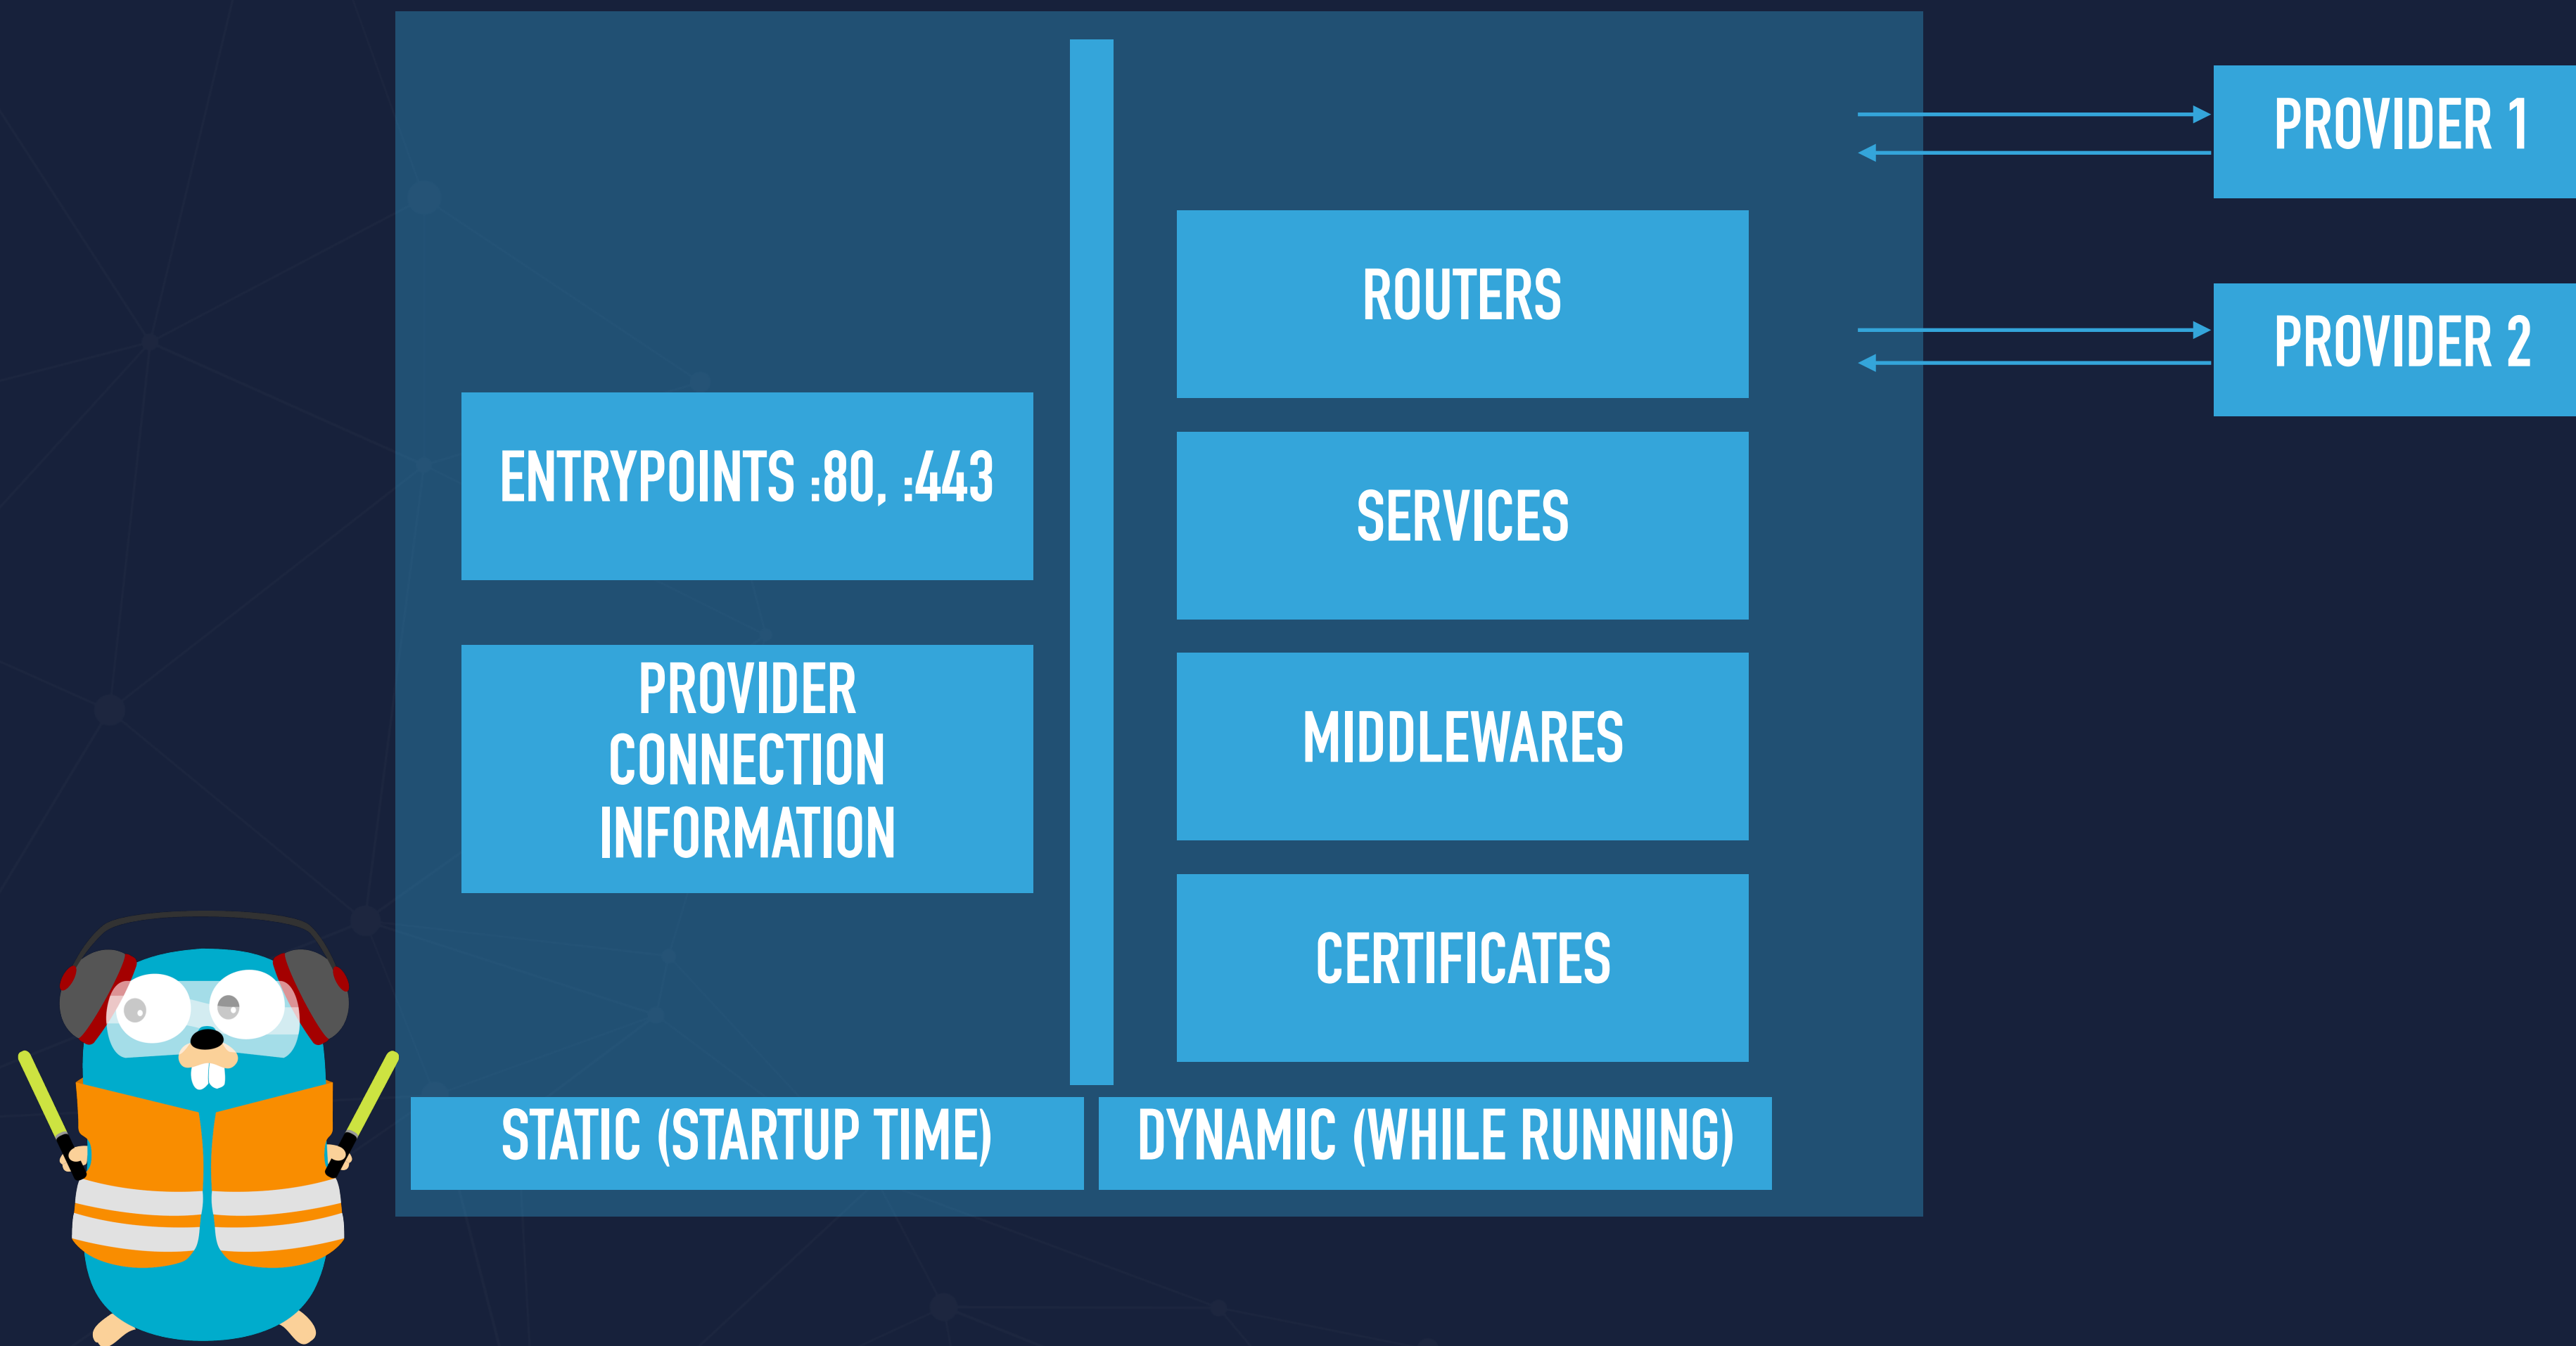 ENTRYPOINTS :80, :443
PROVIDER
CONNECTION
INFORMATION
STATIC (STARTUP TIME)
ROUTERS
SERVICES
MIDDLEWARES
CERTIFICATES
DYNAMIC (WHILE RUNNING)
PROVIDER 1
PROVIDER 2